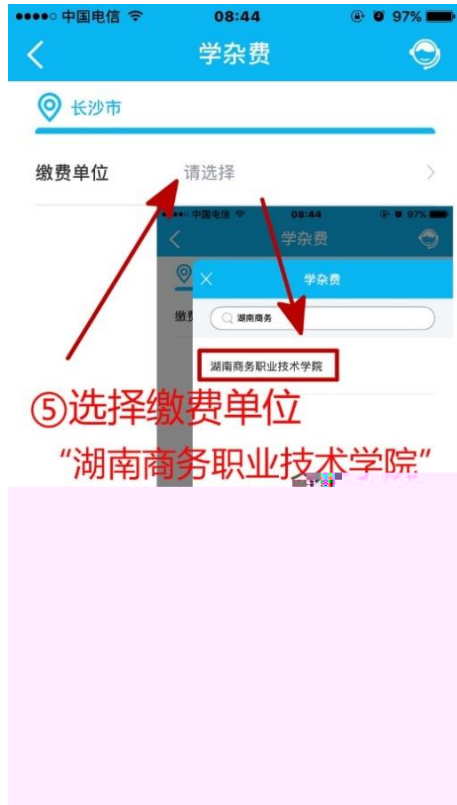 中国电信 08:44 97%
学杂费
长沙市
缴费单位 请选择
中国电信 08:44 97%
学杂费
学杂费
缴费
湖南商务
湖南商务职业技术学院
⑤选择缴费单位
“湖南商务职业技术学院”